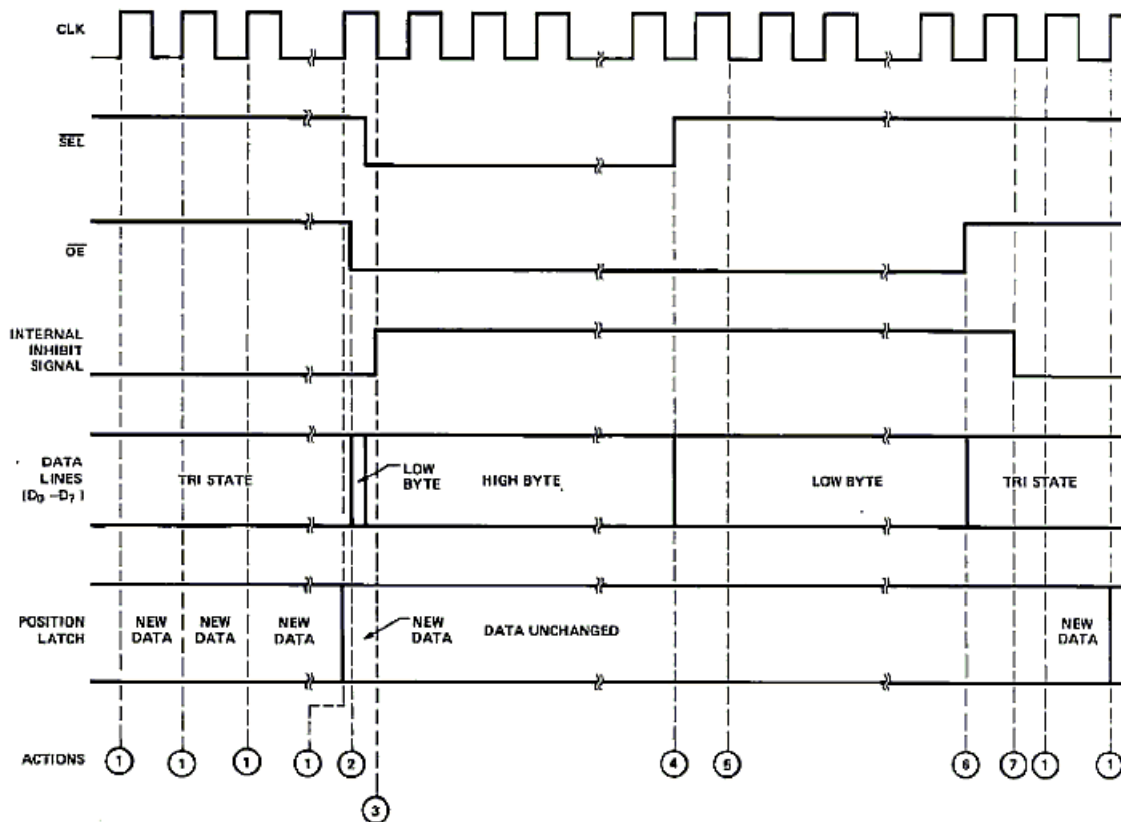 CLK
SEL
OE
INTERNAL
INHIBIT
SIGNAL
DATA
LINES
(D0 –D7)
TRI STATE
LOW
BYTE
HIGH BYTE
LOW BYTE
TRI STATE
POSITION
LATCH
NEW
DATA
NEW
DATA
NEW
DATA
NEW
DATA
DATA UNCHANGED
NEW
DATA
ACTIONS
1 1 1 1 2 4 5 6 7 1 1
3